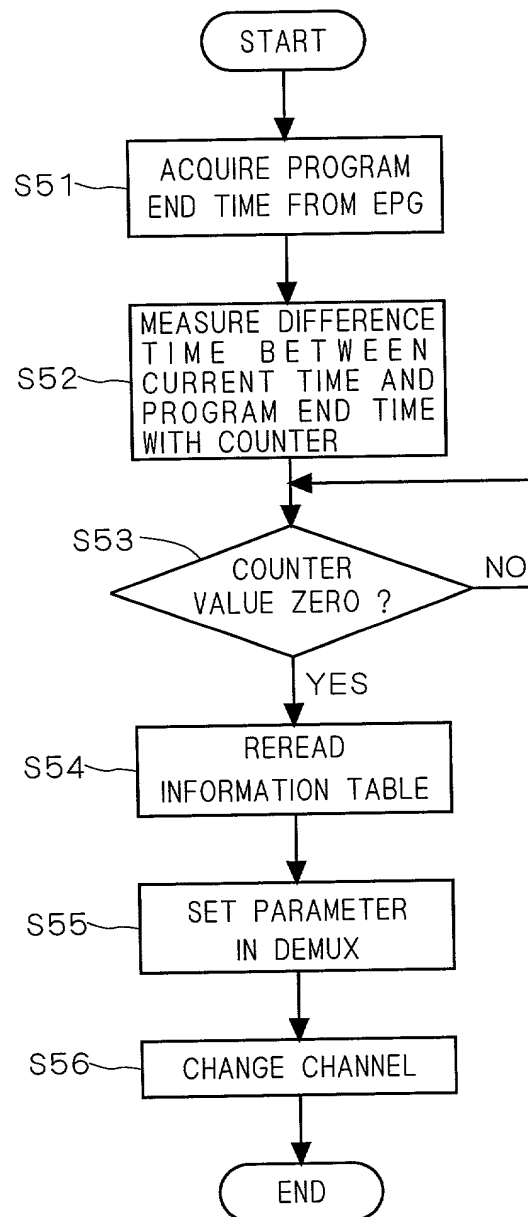 START
S51
ACQUIRE PROGRAM
END TIME FROM EPG
S52
MEASURE DIFFERENCE
TIME BETWEEN
CURRENT TIME AND
PROGRAM END TIME
WITH COUNTER
S53
COUNTER
VALUE ZERO ?
NO
YES
S54
REREAD
INFORMATION TABLE
S55
SET PARAMETER
IN DEMUX
S56
CHANGE CHANNEL
END